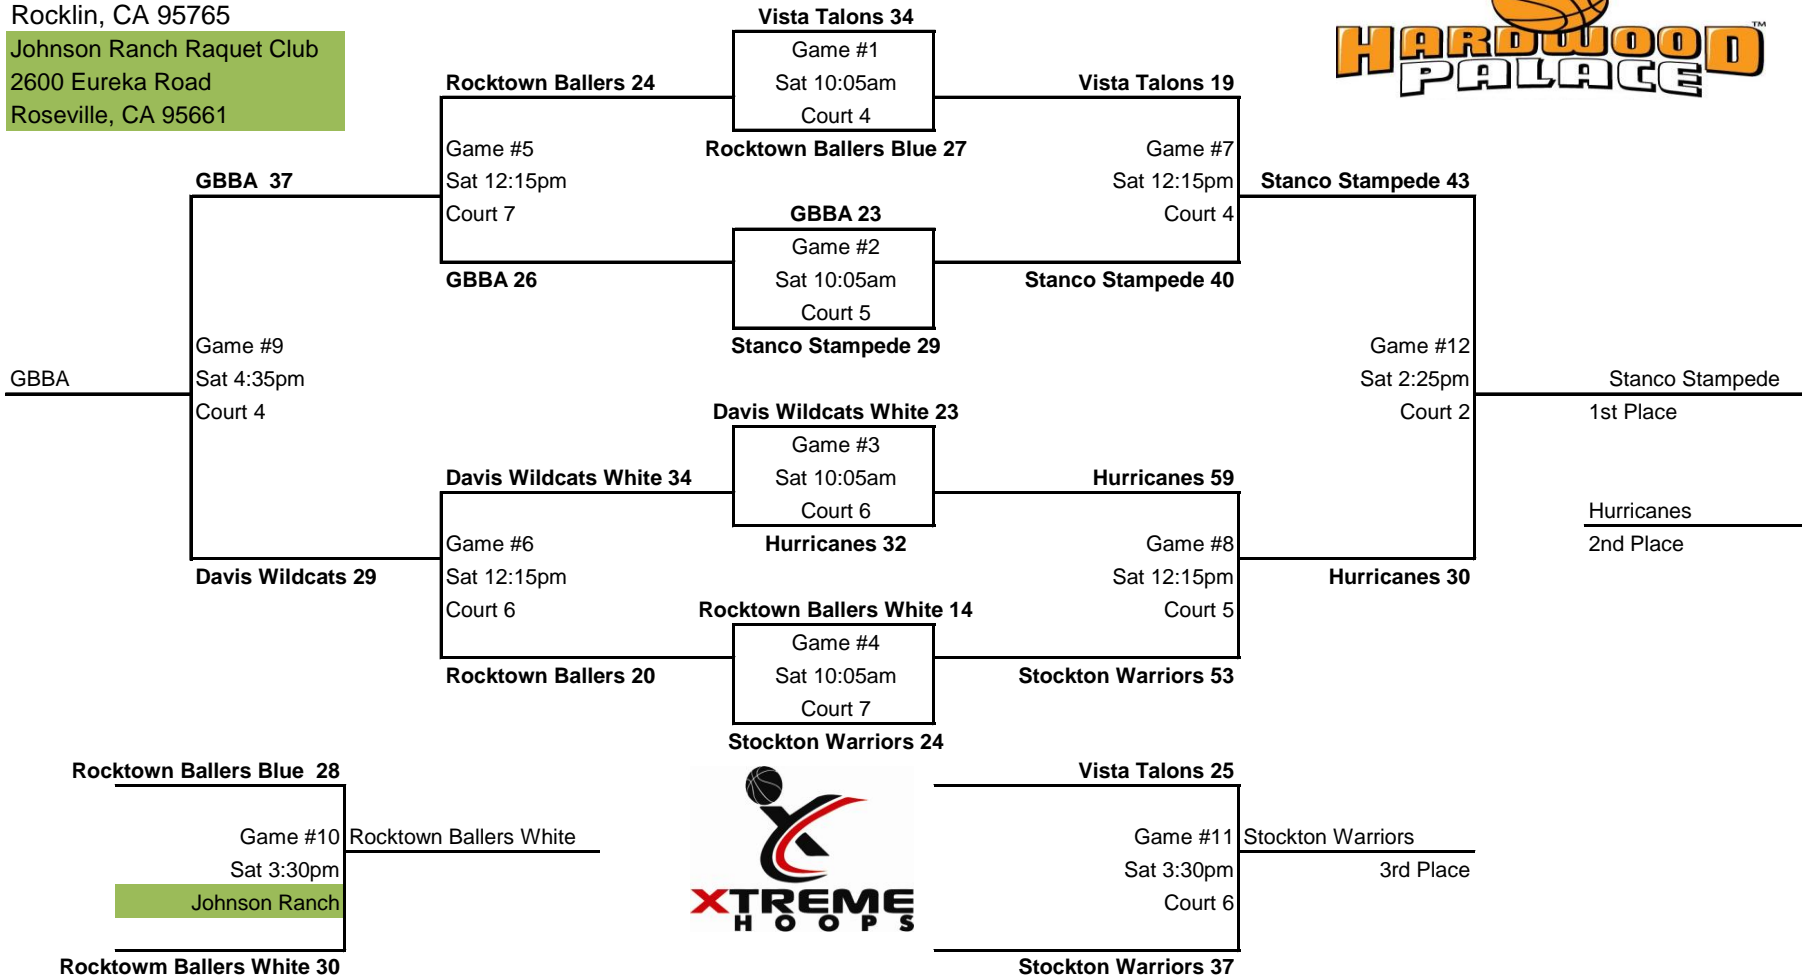 Rocklin, CA 95765
Johnson Ranch Raquet Club
2600 Eureka Road
Roseville, CA 95661
HARDWOOD
PALACE
TM
Vista Talons 34
Game #1
Sat 10:05am
Court 4
Rocktown Ballers Blue 27
GBBA 23
Game #2
Sat 10:05am
Court 5
Stanco Stampede 29
Davis Wildcats White 23
Game #3
Sat 10:05am
Court 6
Hurricanes 32
Rocktown Ballers White 14
Game #4
Sat 10:05am
Court 7
Stockton Warriors 24
Rocktown Ballers 24
Game #5
Sat 12:15pm
Court 7
GBBA 26
Davis Wildcats White 34
Game #6
Sat 12:15pm
Court 6
Rocktown Ballers 20
Vista Talons 19
Game #7
Sat 12:15pm
Court 4
Stanco Stampede 40
Hurricanes 59
Game #8
Sat 12:15pm
Court 5
Stockton Warriors 53
GBBA  37
Game #9
Sat 4:35pm
Court 4
Davis Wildcats 29
GBBA
Stanco Stampede 43
Game #12
Sat 2:25pm
Court 2
Hurricanes 30
Stanco Stampede
1st Place
Hurricanes
2nd Place
Rocktown Ballers Blue  28
Game #10
Sat 3:30pm
Johnson Ranch
Rocktowm Ballers White 30
Rocktown Ballers White
XTREME
HOOPS
Vista Talons 25
Game #11
Sat 3:30pm
Court 6
Stockton Warriors 37
Stockton Warriors
3rd Place